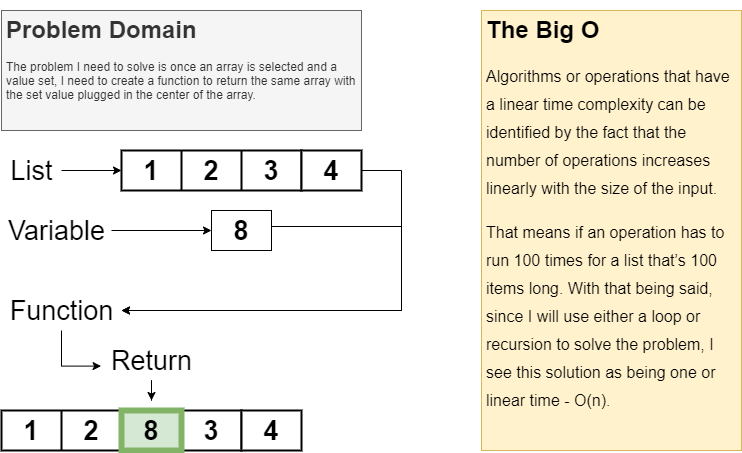 Problem Domain
The problem I need to solve is once an array is selected and a
value set, I need to create a function to return the same array with
the set value plugged in the center of the array.
List
1 2 3 4
Variable
8
Function
Return
1 2 8 3 4
The Big O
Algorithms or operations that have
a linear time complexity can be
identified by the fact that the
number of operations increases
linearly with the size of the input.
That means if an operation has to
run 100 times for a list that's 100
items long. With that being said,
since I will use either a loop or
recursion to solve the problem, I
see this solution as being one or
linear time - O(n).